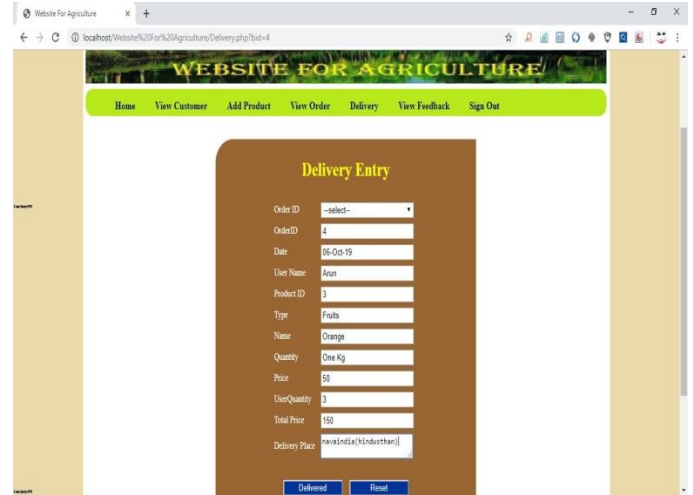 Website For Agriculture
localhost/Website%20For%20Agriculture/Delivery.php?bid=4
WEBSITE FOR AGRICULTURE
Home View Customer Add Product View Order Delivery View Feedback Sign Out
Delivery Entry
Order ID --select--
OrderID 4
Date 06-Oct-19
User Name Arun
Product ID 3
Type Fruits
Name Orange
Quantity One Kg
Price 50
UserQuantity 3
Total Price 150
Delivery Place navaindia(hindusthan)
Delivered Reset